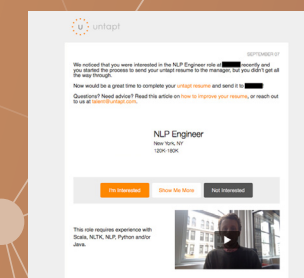 untapt
SEPTEMBER 07
We noticed that you were interested in the NLP Engineer role at recently and
you started the process to send your untapt resume to the manager, but you didn't get all
the way through.
Now would be a great time to complete your untapt resume and send it to !
Questions? Need advice? Read this article on how to improve your resume, or reach out
to us at talent@untapt.com.
NLP Engineer
New York, NY
120K-180K
I'm Interested
Show Me More
Not Interested
This role requires experience with
Scala, NLTK, NLP, Python and/or
Java.